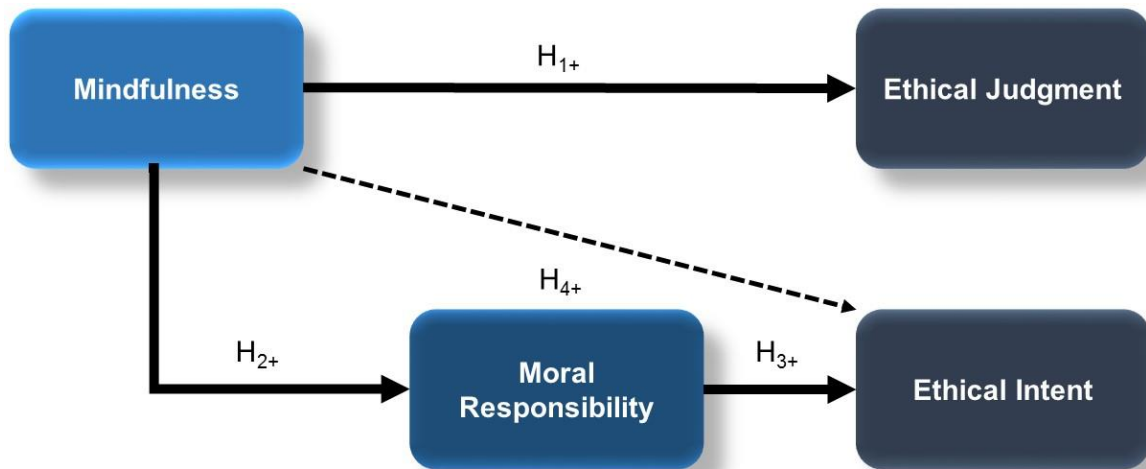 H₁₊
Mindfulness
Ethical Judgment
H₄₊
H₂₊
H₃₊
Moral
Responsibility
Ethical Intent